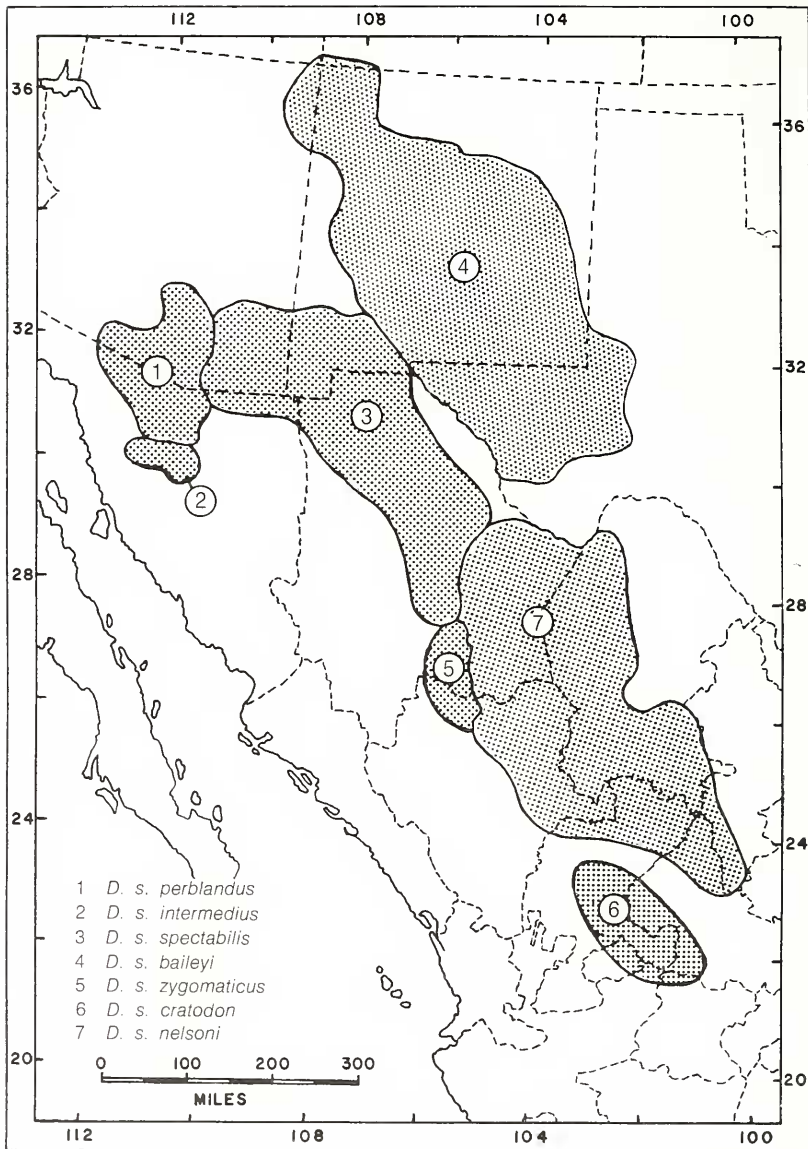 112 108 104 100
36 36
4
32 32
1
3
2
28 28
7
5
24 24
6
1 D. s. perblandus
2 D. s. intermedius
3 D. s. spectabilis
4 D. s. baileyi
5 D. s. zygomaticus
6 D. s. cratodon
7 D. s. nelsoni
20 20
0 100 200 300
MILES
112 108 104 100